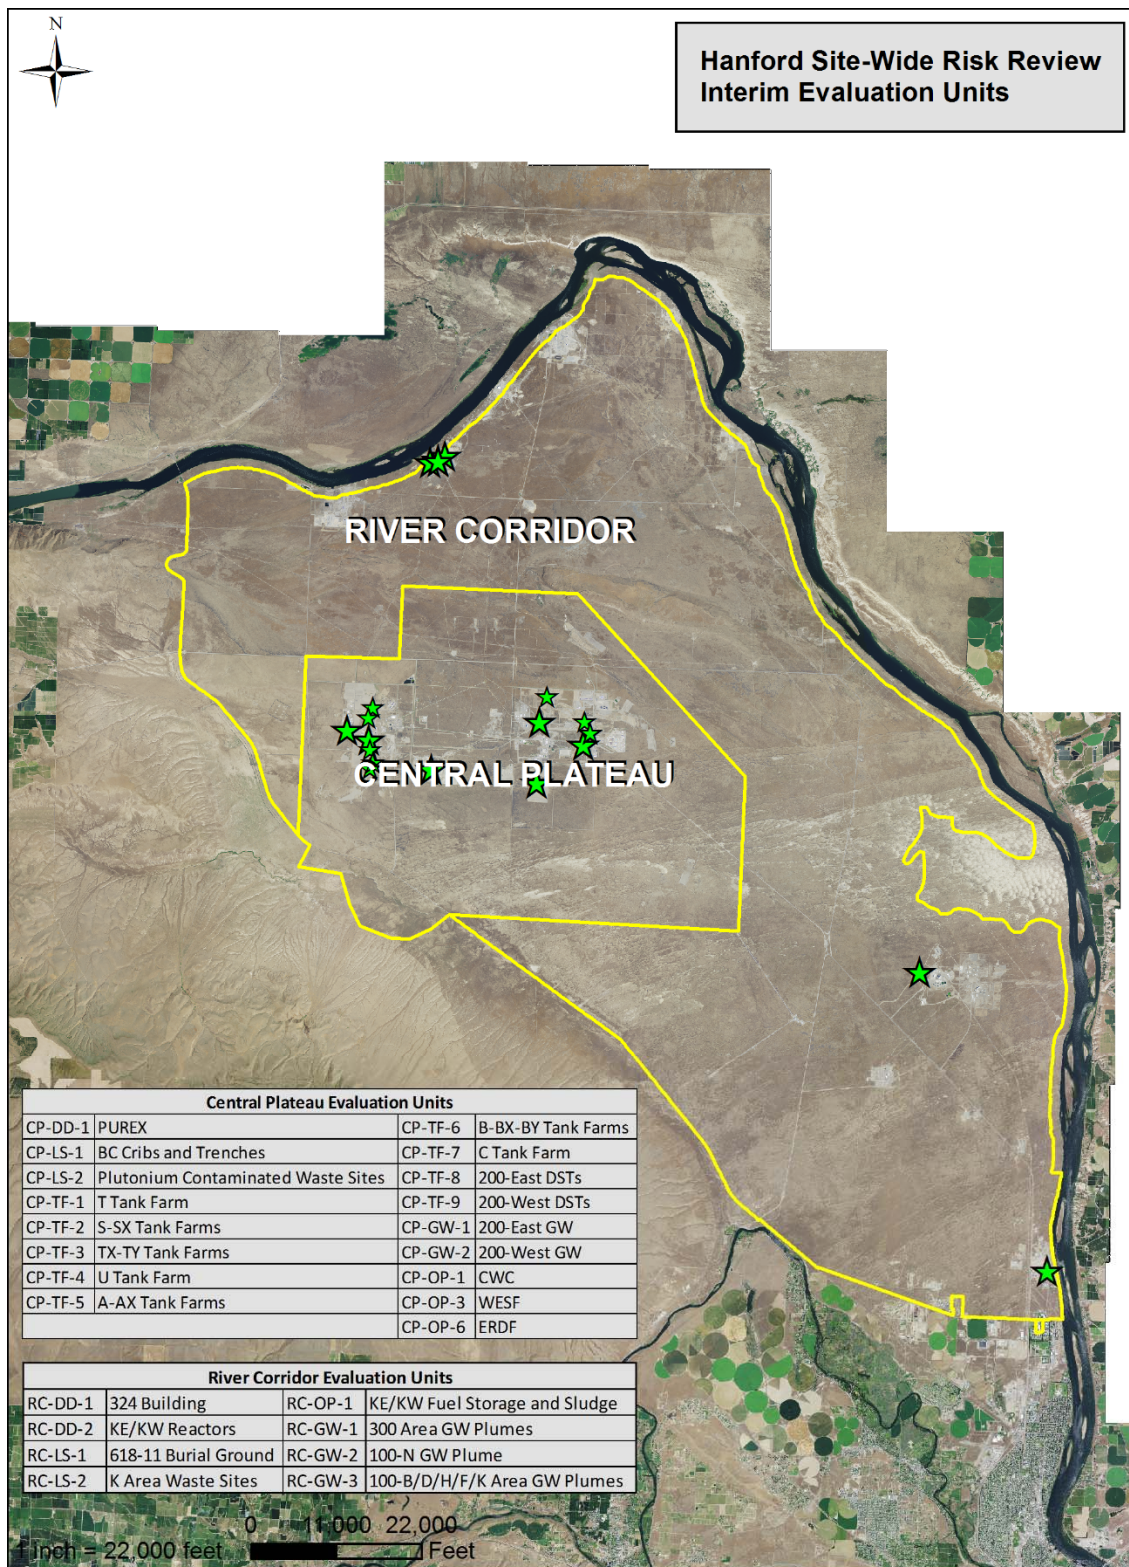 N
Hanford Site-Wide Risk Review
Interim Evaluation Units
RIVER CORRIDOR
CENTRAL PLATEAU
Central Plateau Evaluation Units
CP-DD-1 PUREX CP-TF-6 B-BX-BY Tank Farms
CP-LS-1 BC Cribs and Trenches CP-TF-7 C Tank Farm
CP-LS-2 Plutonium Contaminated Waste Sites CP-TF-8 200-East DSTs
CP-TF-1 T Tank Farm CP-TF-9 200-West DSTs
CP-TF-2 S-SX Tank Farms CP-GW-1 200-East GW
CP-TF-3 TX-TY Tank Farms CP-GW-2 200-West GW
CP-TF-4 U Tank Farm CP-OP-1 CWC
CP-TF-5 A-AX Tank Farms CP-OP-3 WESF
CP-OP-6 ERDF
River Corridor Evaluation Units
RC-DD-1 324 Building RC-OP-1 KE/KW Fuel Storage and Sludge
RC-DD-2 KE/KW Reactors RC-GW-1 300 Area GW Plumes
RC-LS-1 618-11 Burial Ground RC-GW-2 100-N GW Plume
RC-LS-2 K Area Waste Sites RC-GW-3 100-B/D/H/F/K Area GW Plumes
0 11,000 22,000
1 inch = 22,000 feet Feet